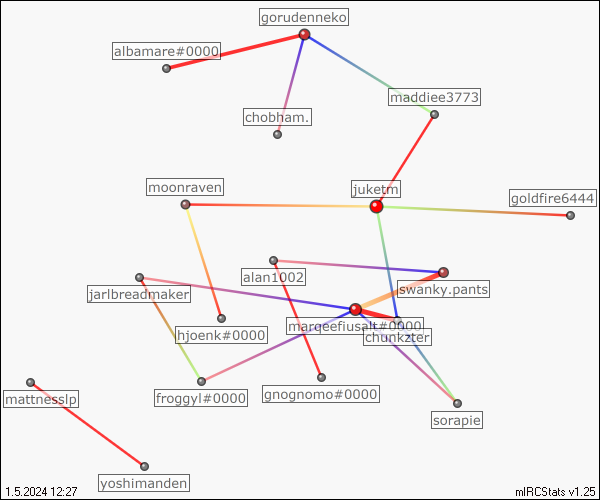 gorudenneko
albamare#0000
maddiee3773
chobham.
moonraven
juketm
goldfire6444
alan1002
swanky.pants
jarlbreadmaker
marqeefiusalt#0000
hjoenk#0000
chunkzter
mattnesslp
froggyl#0000
gnognomo#0000
sorapie
yoshimanden
1.5.2024 12:27
mIRCStats v1.25